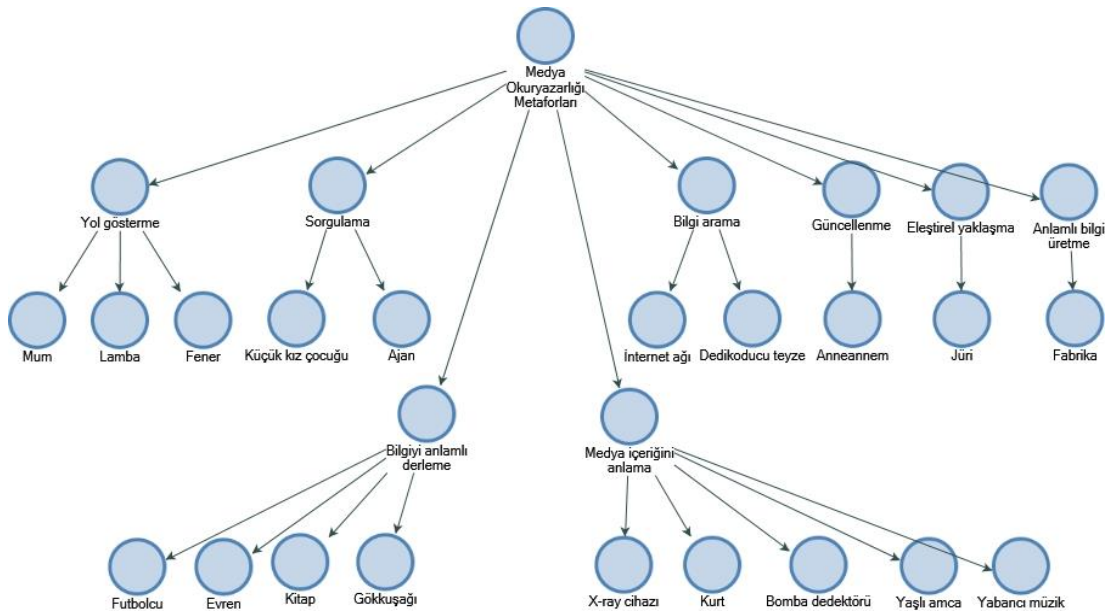 Medya
Okuryazarlığı
Metaforları
Yol gösterme
Sorgulama
Bilgi arama
Güncellenme
Eleştirel yaklaşma
Anlamlı bilgi
üretme
Mum
Lamba
Fener
Küçük kız çocuğu
Ajan
İnternet ağı
Dedikoducu teyze
Anneannem
Jüri
Fabrika
Bilgiyi anlamlı
derleme
Medya içeriğini
anlama
Futbolcu
Evren
Kitap
Gökkuşağı
X-ray cihazı
Kurt
Bomba dedektörü
Yaşlı amca
Yabancı müzik